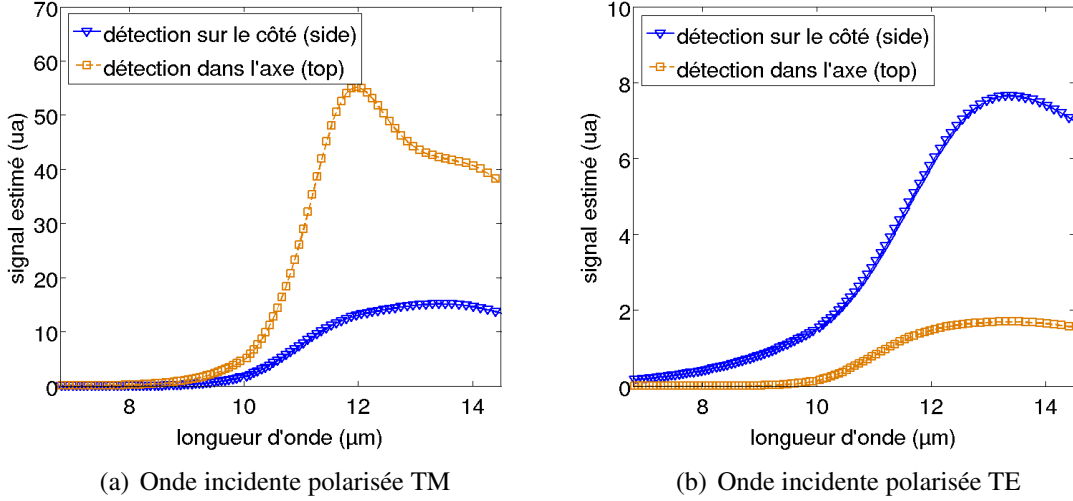 70
60
50
40
30
20
10
0
signal estimé (ua)
détection sur le côté (side)
détection dans l'axe (top)
8 10 12 14
longueur d'onde (µm)
(a) Onde incidente polarisée TM
10
8
6
4
2
0
signal estimé (ua)
détection sur le côté (side)
détection dans l'axe (top)
8 10 12 14
longueur d'onde (µm)
(b) Onde incidente polarisée TE